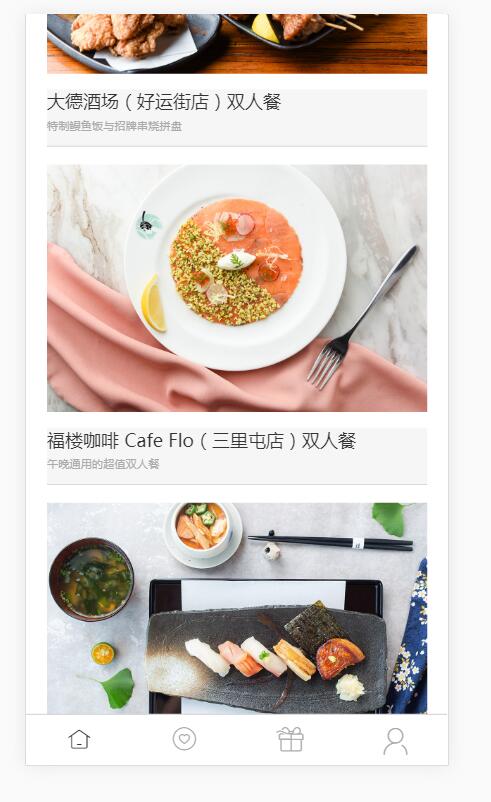 大德酒场（好运街店）双人餐
特制鳗鱼饭与招牌串烧拼盘
福楼咖啡 Cafe Flo（三里屯店）双人餐
午晚通用的超值双人餐